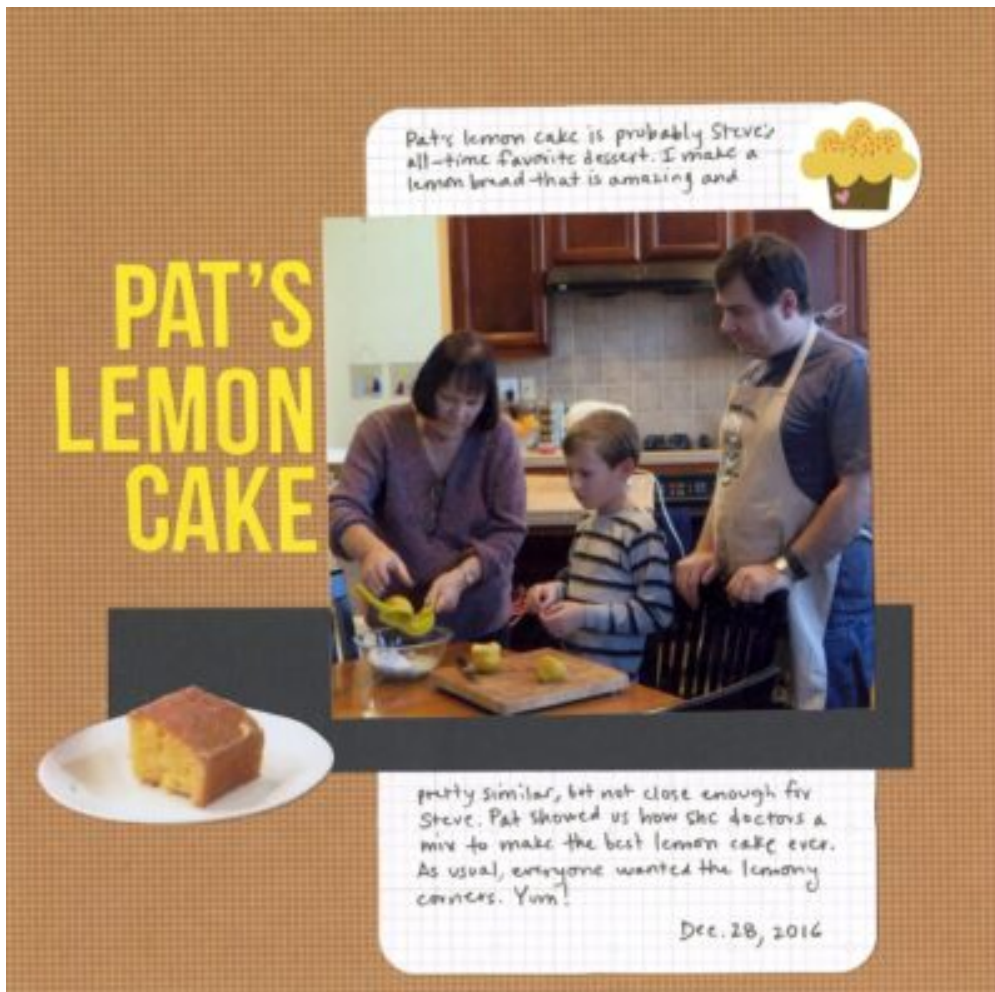 Pat's lemon cake is probably Steve's
all-time favorite dessert. I make a
lemon bread that is amazing and
PAT'S
LEMON
CAKE
pretty similar, but not close enough for
Steve. Pat showed us how she doctors a
mix to make the best lemon cake ever.
As usual, everyone wanted the lemony
corners. Yum!
Dec. 28, 2016